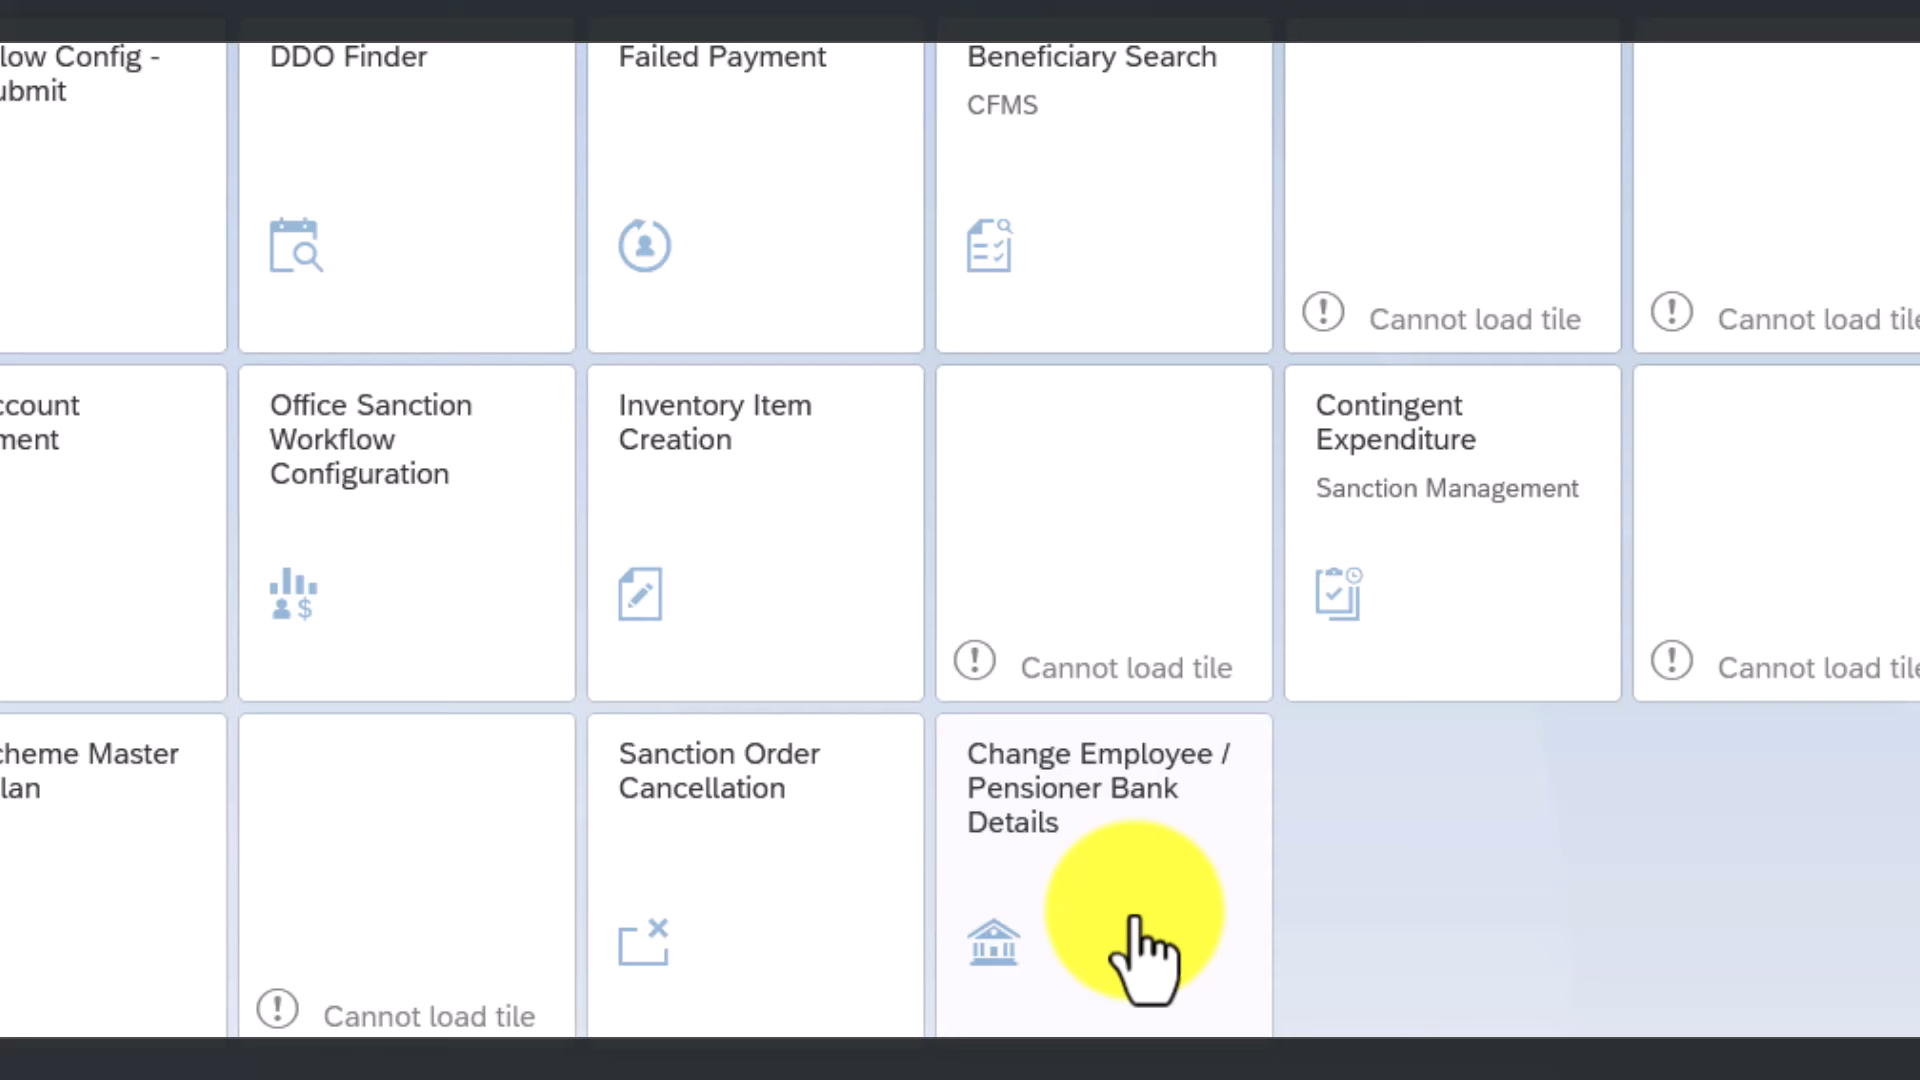 low Config -
ubmit
DDO Finder
Failed Payment
Beneficiary Search
CFMS
Cannot load tile
Cannot load tile
ccount
ment
Office Sanction
Workflow
Configuration
Inventory Item
Creation
Cannot load tile
Contingent
Expenditure
Sanction Management
Cannot load tile
cheme Master
lan
Cannot load tile
Sanction Order
Cancellation
Change Employee /
Pensioner Bank
Details